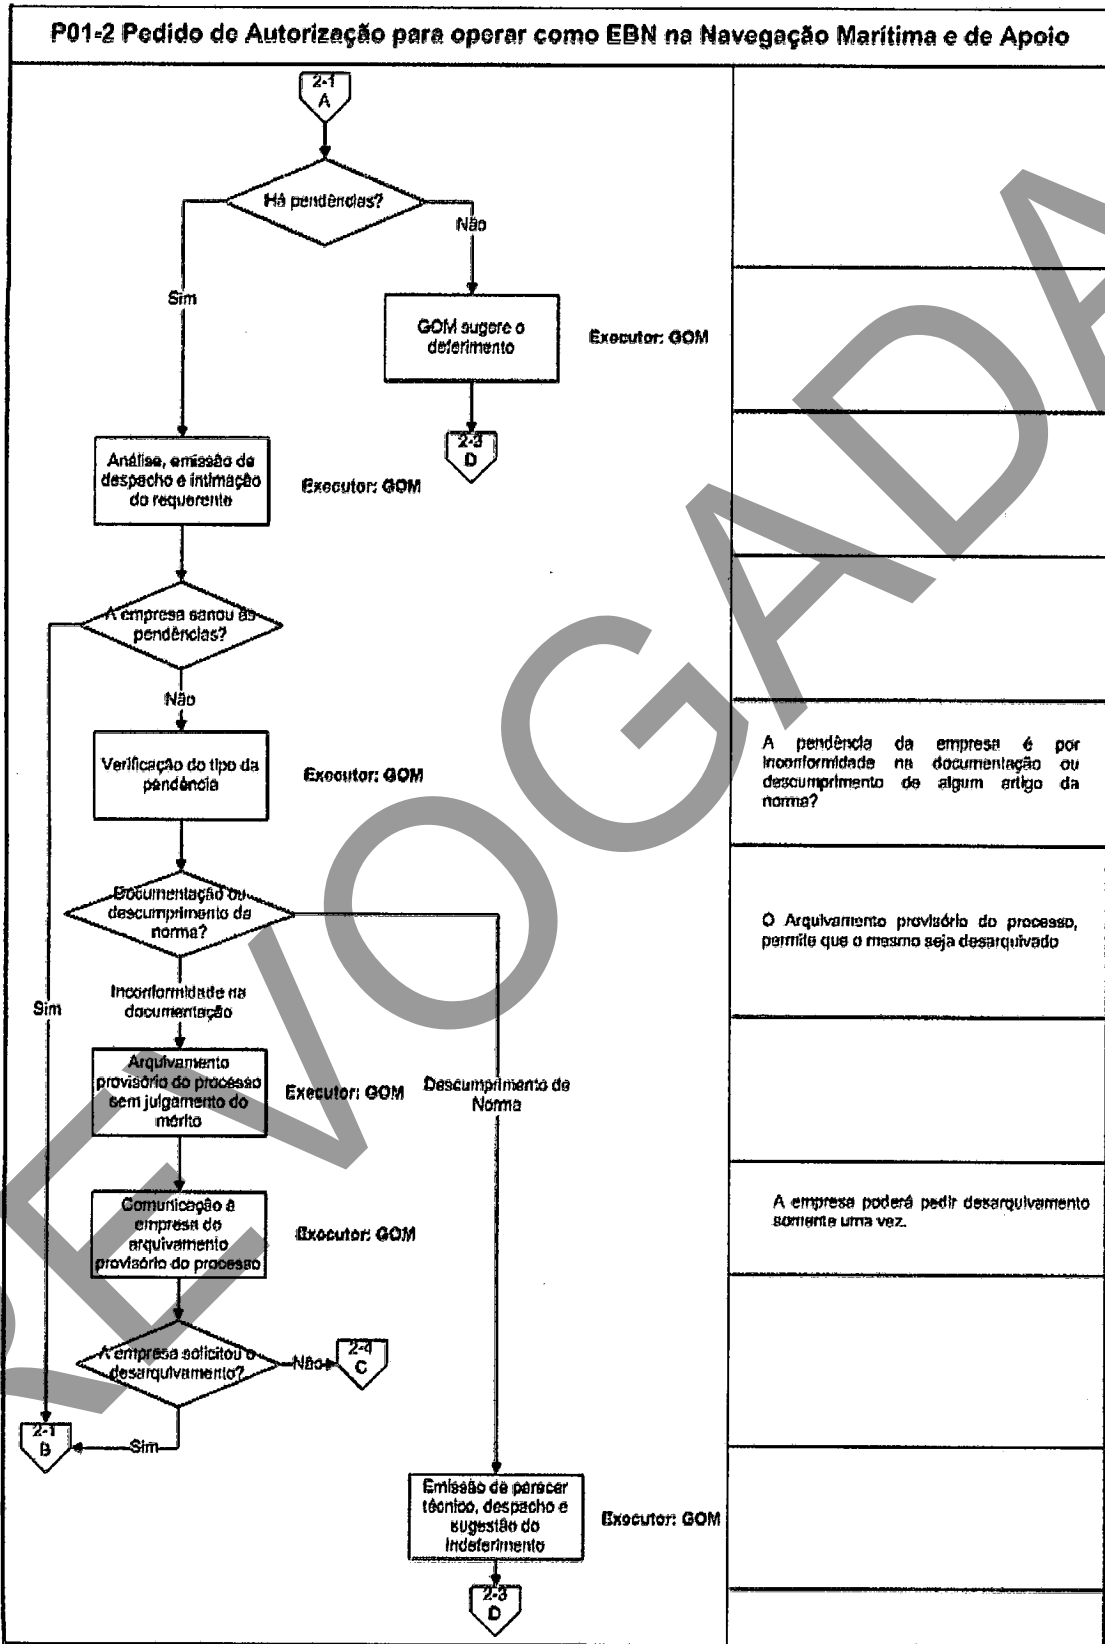 P01-2 Pedido de Autorização para operar como EBN na Navegação Marítima e de Apoio
2-1
A
Há pendências?
Não
Sim
GOM sugere o
deferimento
Executor: GOM
2-3
D
Análise, emissão de
despacho e intimação
do requerente
Executor: GOM
A empresa sanou as
pendências?
Não
Verificação do tipo da
pendência
Executor: GOM
A pendência da empresa é por
inconformidade na documentação ou
descumprimento de algum artigo da
norma?
Documentação ou
descumprimento da
norma?
O Arquivamento provisório do processo,
permite que o mesmo seja desarquivado
Inconformidade na
documentação
Sim
Arquivamento
provisório do processo
sem julgamento do
mérito
Executor: GOM
Descumprimento de
Norma
Comunicação à
empresa do
arquivamento
provisório do processo
Executor: GOM
A empresa poderá pedir desarquivamento
somente uma vez.
A empresa solicitou o
desarquivamento?
Não
2-4
C
2-1
B
Sim
Emissão de parecer
técnico, despacho e
sugestão do
indeferimento
Executor: GOM
2-3
D
REVOGADA